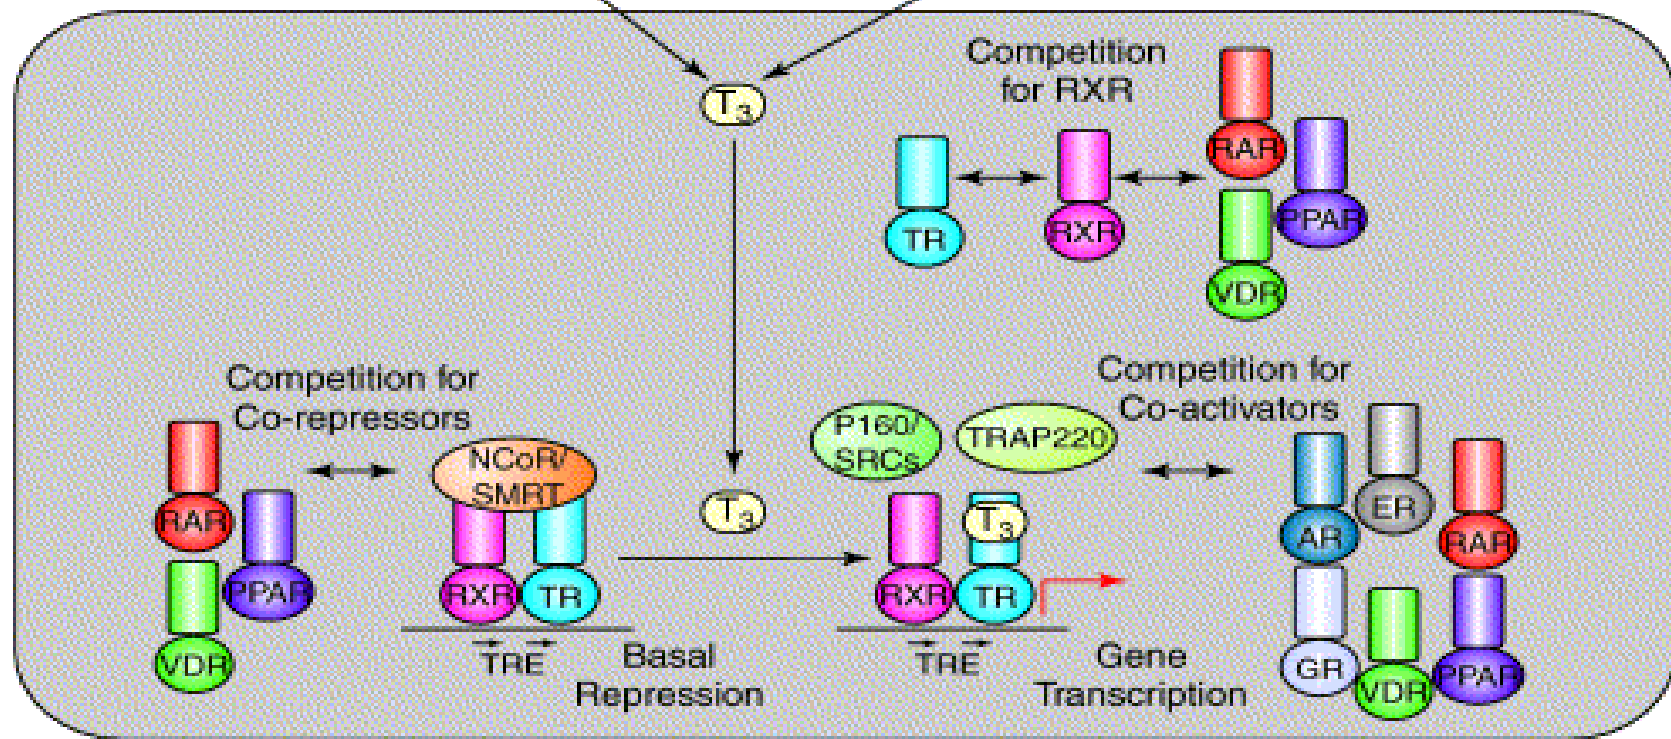 Competition
for RXR
T3
RAR
PPAR
TR
RXR
VDR
Competition for
Co-repressors
RAR
PPAR
VDR
NCoR/
SMRT
RXR
TR
TRE
Basal
Repression
T3
Competition for
Co-activators
P160/
SRCs
TRAP220
T3
RXR
TR
TRE
Gene
Transcription
ER
AR
RAR
GR
VDR
PPAR